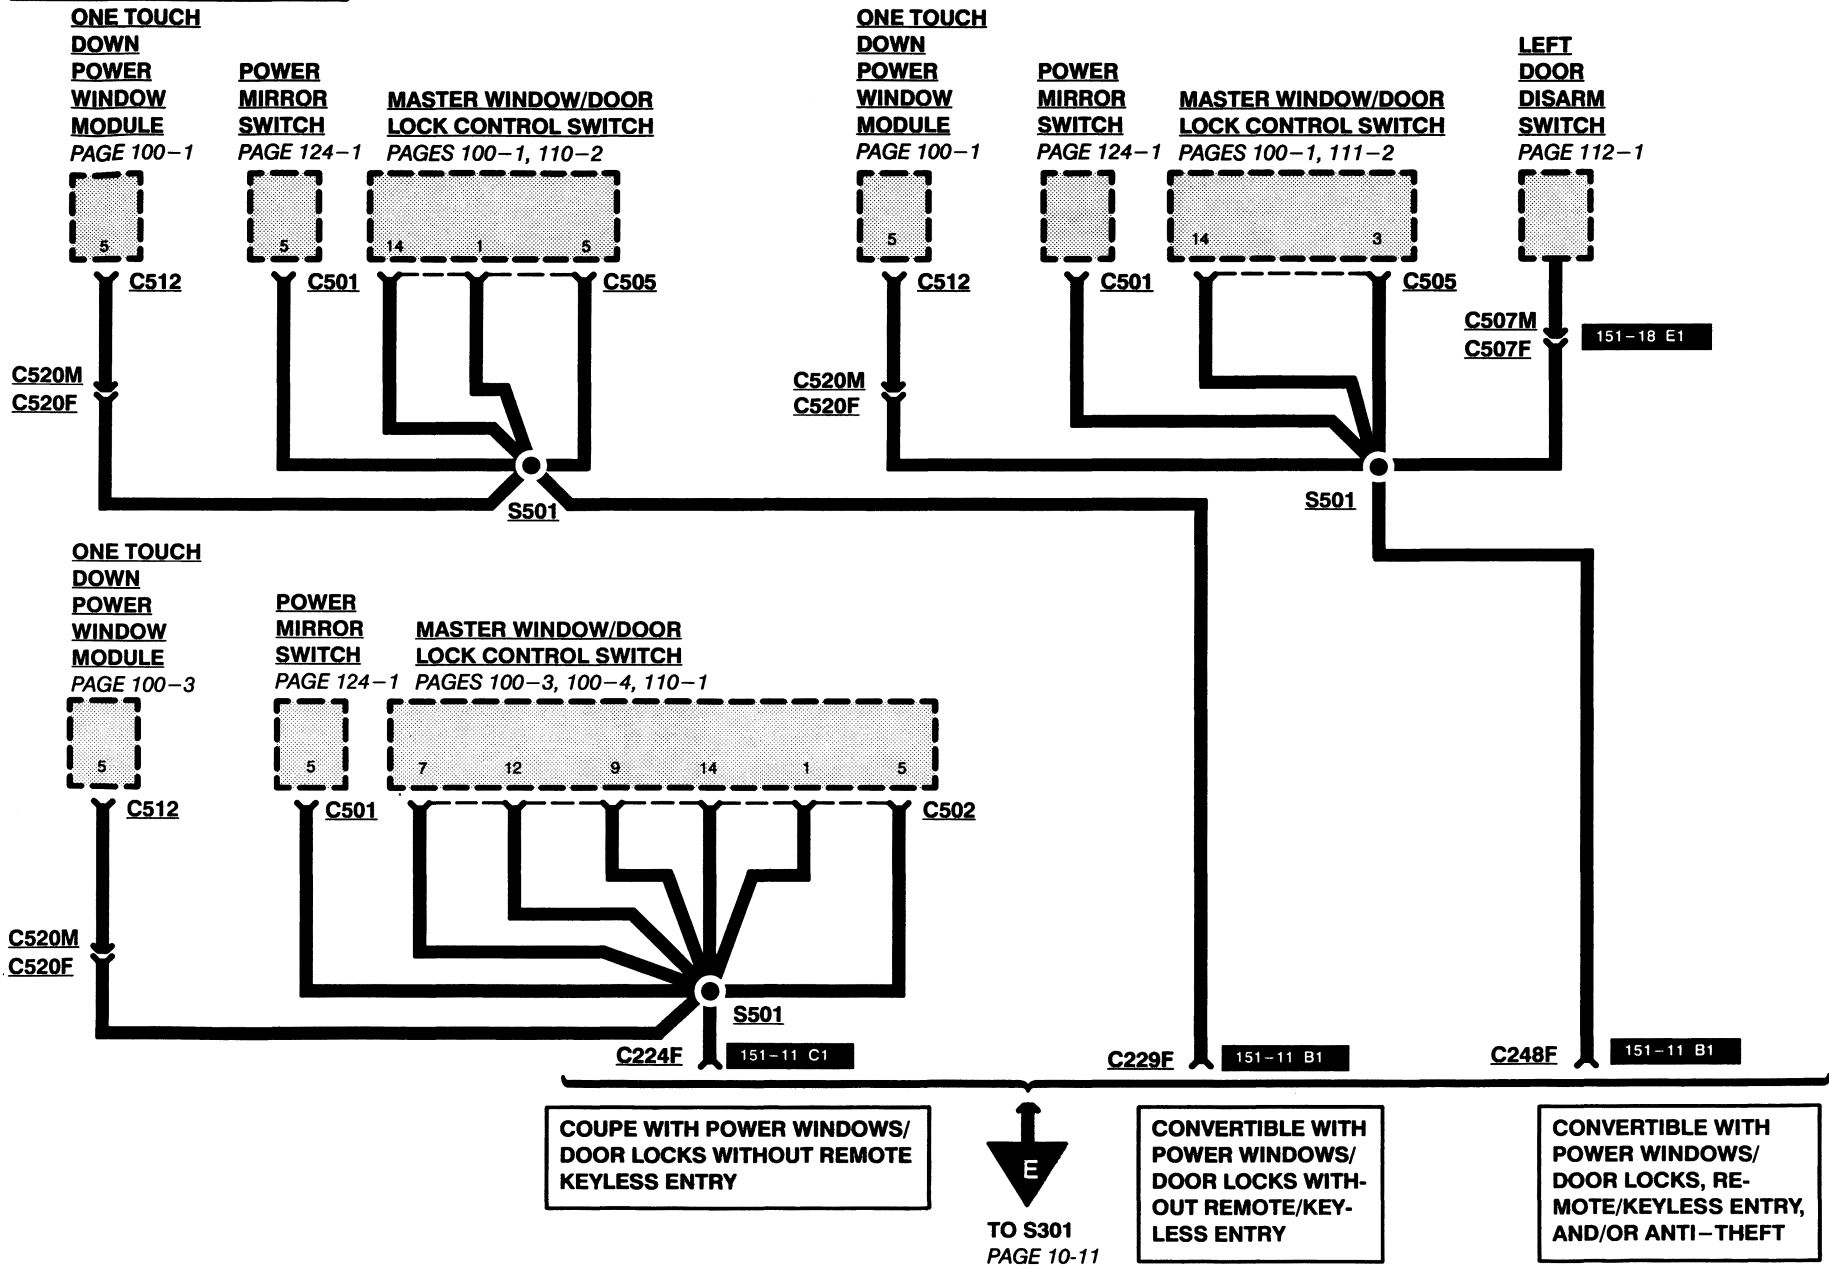 ONE TOUCH
DOWN
POWER
WINDOW
MODULE
PAGE 100-1
POWER
MIRROR
SWITCH
PAGE 124-1
MASTER WINDOW/DOOR
LOCK CONTROL SWITCH
PAGES 100-1, 110-2
5
5
14
1
5
C512
C501
C505
C520M
C520F
S501
ONE TOUCH
DOWN
POWER
WINDOW
MODULE
PAGE 100-1
POWER
MIRROR
SWITCH
PAGE 124-1
MASTER WINDOW/DOOR
LOCK CONTROL SWITCH
PAGES 100-1, 111-2
LEFT
DOOR
DISARM
SWITCH
PAGE 112-1
5
14
3
C512
C501
C505
C507M
C507F
151-18 E1
C520M
C520F
S501
ONE TOUCH
DOWN
POWER
WINDOW
MODULE
PAGE 100-3
POWER
MIRROR
SWITCH
PAGE 124-1
MASTER WINDOW/DOOR
LOCK CONTROL SWITCH
PAGES 100-3, 100-4, 110-1
5
5
7
12
9
14
1
5
C512
C501
C502
C520M
C520F
S501
C224F
151-11 C1
C229F
151-11 B1
C248F
151-11 B1
COUPE WITH POWER WINDOWS/
DOOR LOCKS WITHOUT REMOTE
KEYLESS ENTRY
E
TO S301
PAGE 10-11
CONVERTIBLE WITH
POWER WINDOWS/
DOOR LOCKS WITH-
OUT REMOTE/KEY-
LESS ENTRY
CONVERTIBLE WITH
POWER WINDOWS/
DOOR LOCKS, RE-
MOTE/KEYLESS ENTRY,
AND/OR ANTI-THEFT